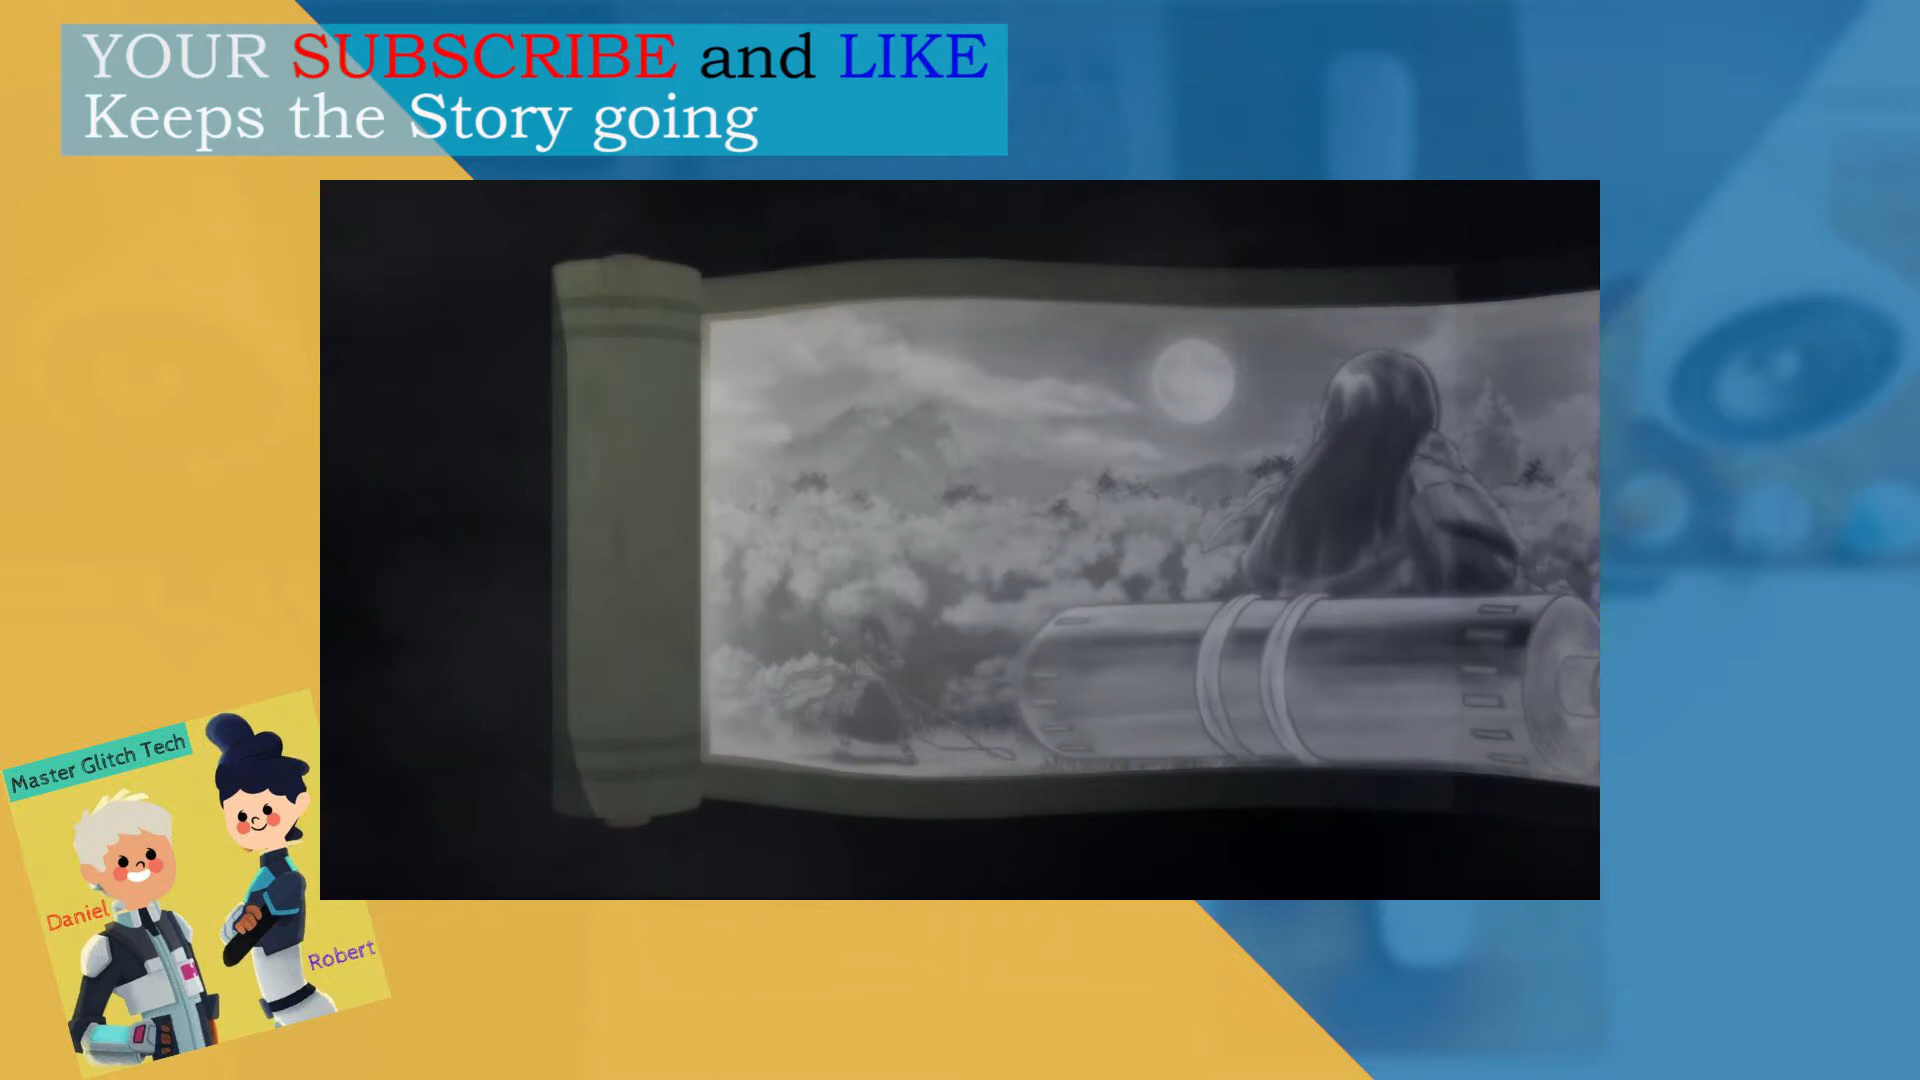 YOUR SUBSCRIBE and LIKE
Keeps the Story going
Master Glitch Tech
Daniel
Robert